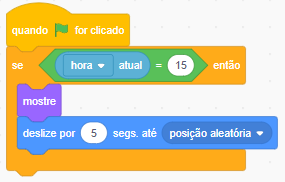 quando for clicado
se hora atual = 15 então
mostre
deslize por 5 segs. até posição aleatória